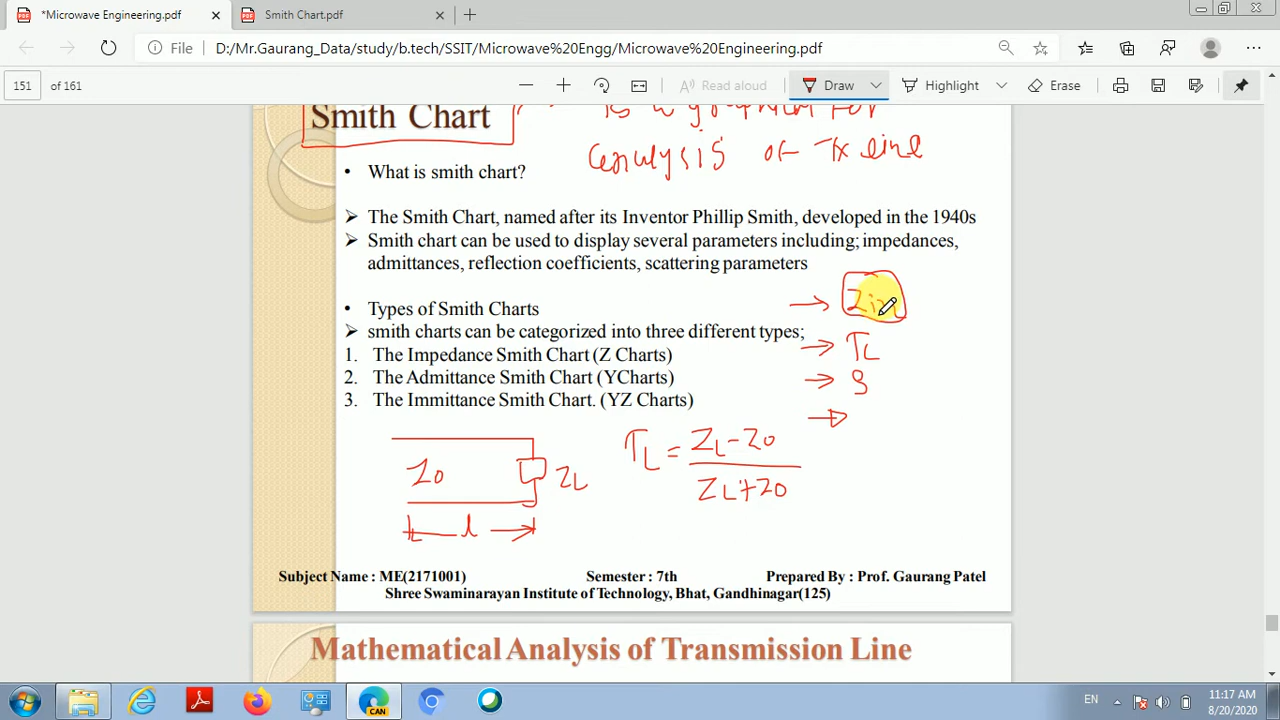 *Microwave Engineering.pdf
Smith Chart.pdf
File D:/Mr.Gaurang_Data/study/b.tech/SSIT/Microwave%20Engg/Microwave%20Engineering.pdf
151 of 161
Read aloud
Draw
Highlight
Erase
Smith Chart
of Tx line
• What is smith chart?
➢ The Smith Chart, named after its Inventor Phillip Smith, developed in the 1940s
➢ Smith chart can be used to display several parameters including; impedances,
admittances, reflection coefficients, scattering parameters
• Types of Smith Charts
➢ smith charts can be categorized into three different types;
1. The Impedance Smith Chart (Z Charts)
2. The Admittance Smith Chart (YCharts)
3. The Immittance Smith Chart. (YZ Charts)
→ Zin
→ ΓL
→ S
→
Z0 ZL
l
ΓL = ZL-Z0
ZL+Z0
Subject Name : ME(2171001) Semester : 7th Prepared By : Prof. Gaurang Patel
Shree Swaminarayan Institute of Technology, Bhat, Gandhinagar(125)
Mathematical Analysis of Transmission Line
CAN
EN
11:17 AM
8/20/2020